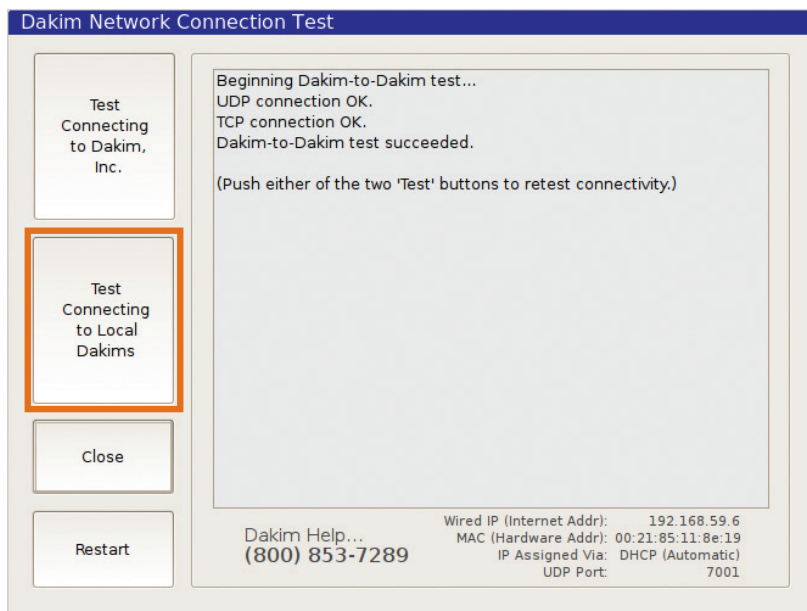 Dakim Network Connection Test
Test
Connecting
to Dakim,
Inc.
Test
Connecting
to Local
Dakims
Close
Restart
Beginning Dakim-to-Dakim test...
UDP connection OK.
TCP connection OK.
Dakim-to-Dakim test succeeded.
(Push either of the two 'Test' buttons to retest connectivity.)
Dakim Help...
(800) 853-7289
Wired IP (Internet Addr): 192.168.59.6
MAC (Hardware Addr): 00:21:85:11:8e:19
IP Assigned Via: DHCP (Automatic)
UDP Port: 7001